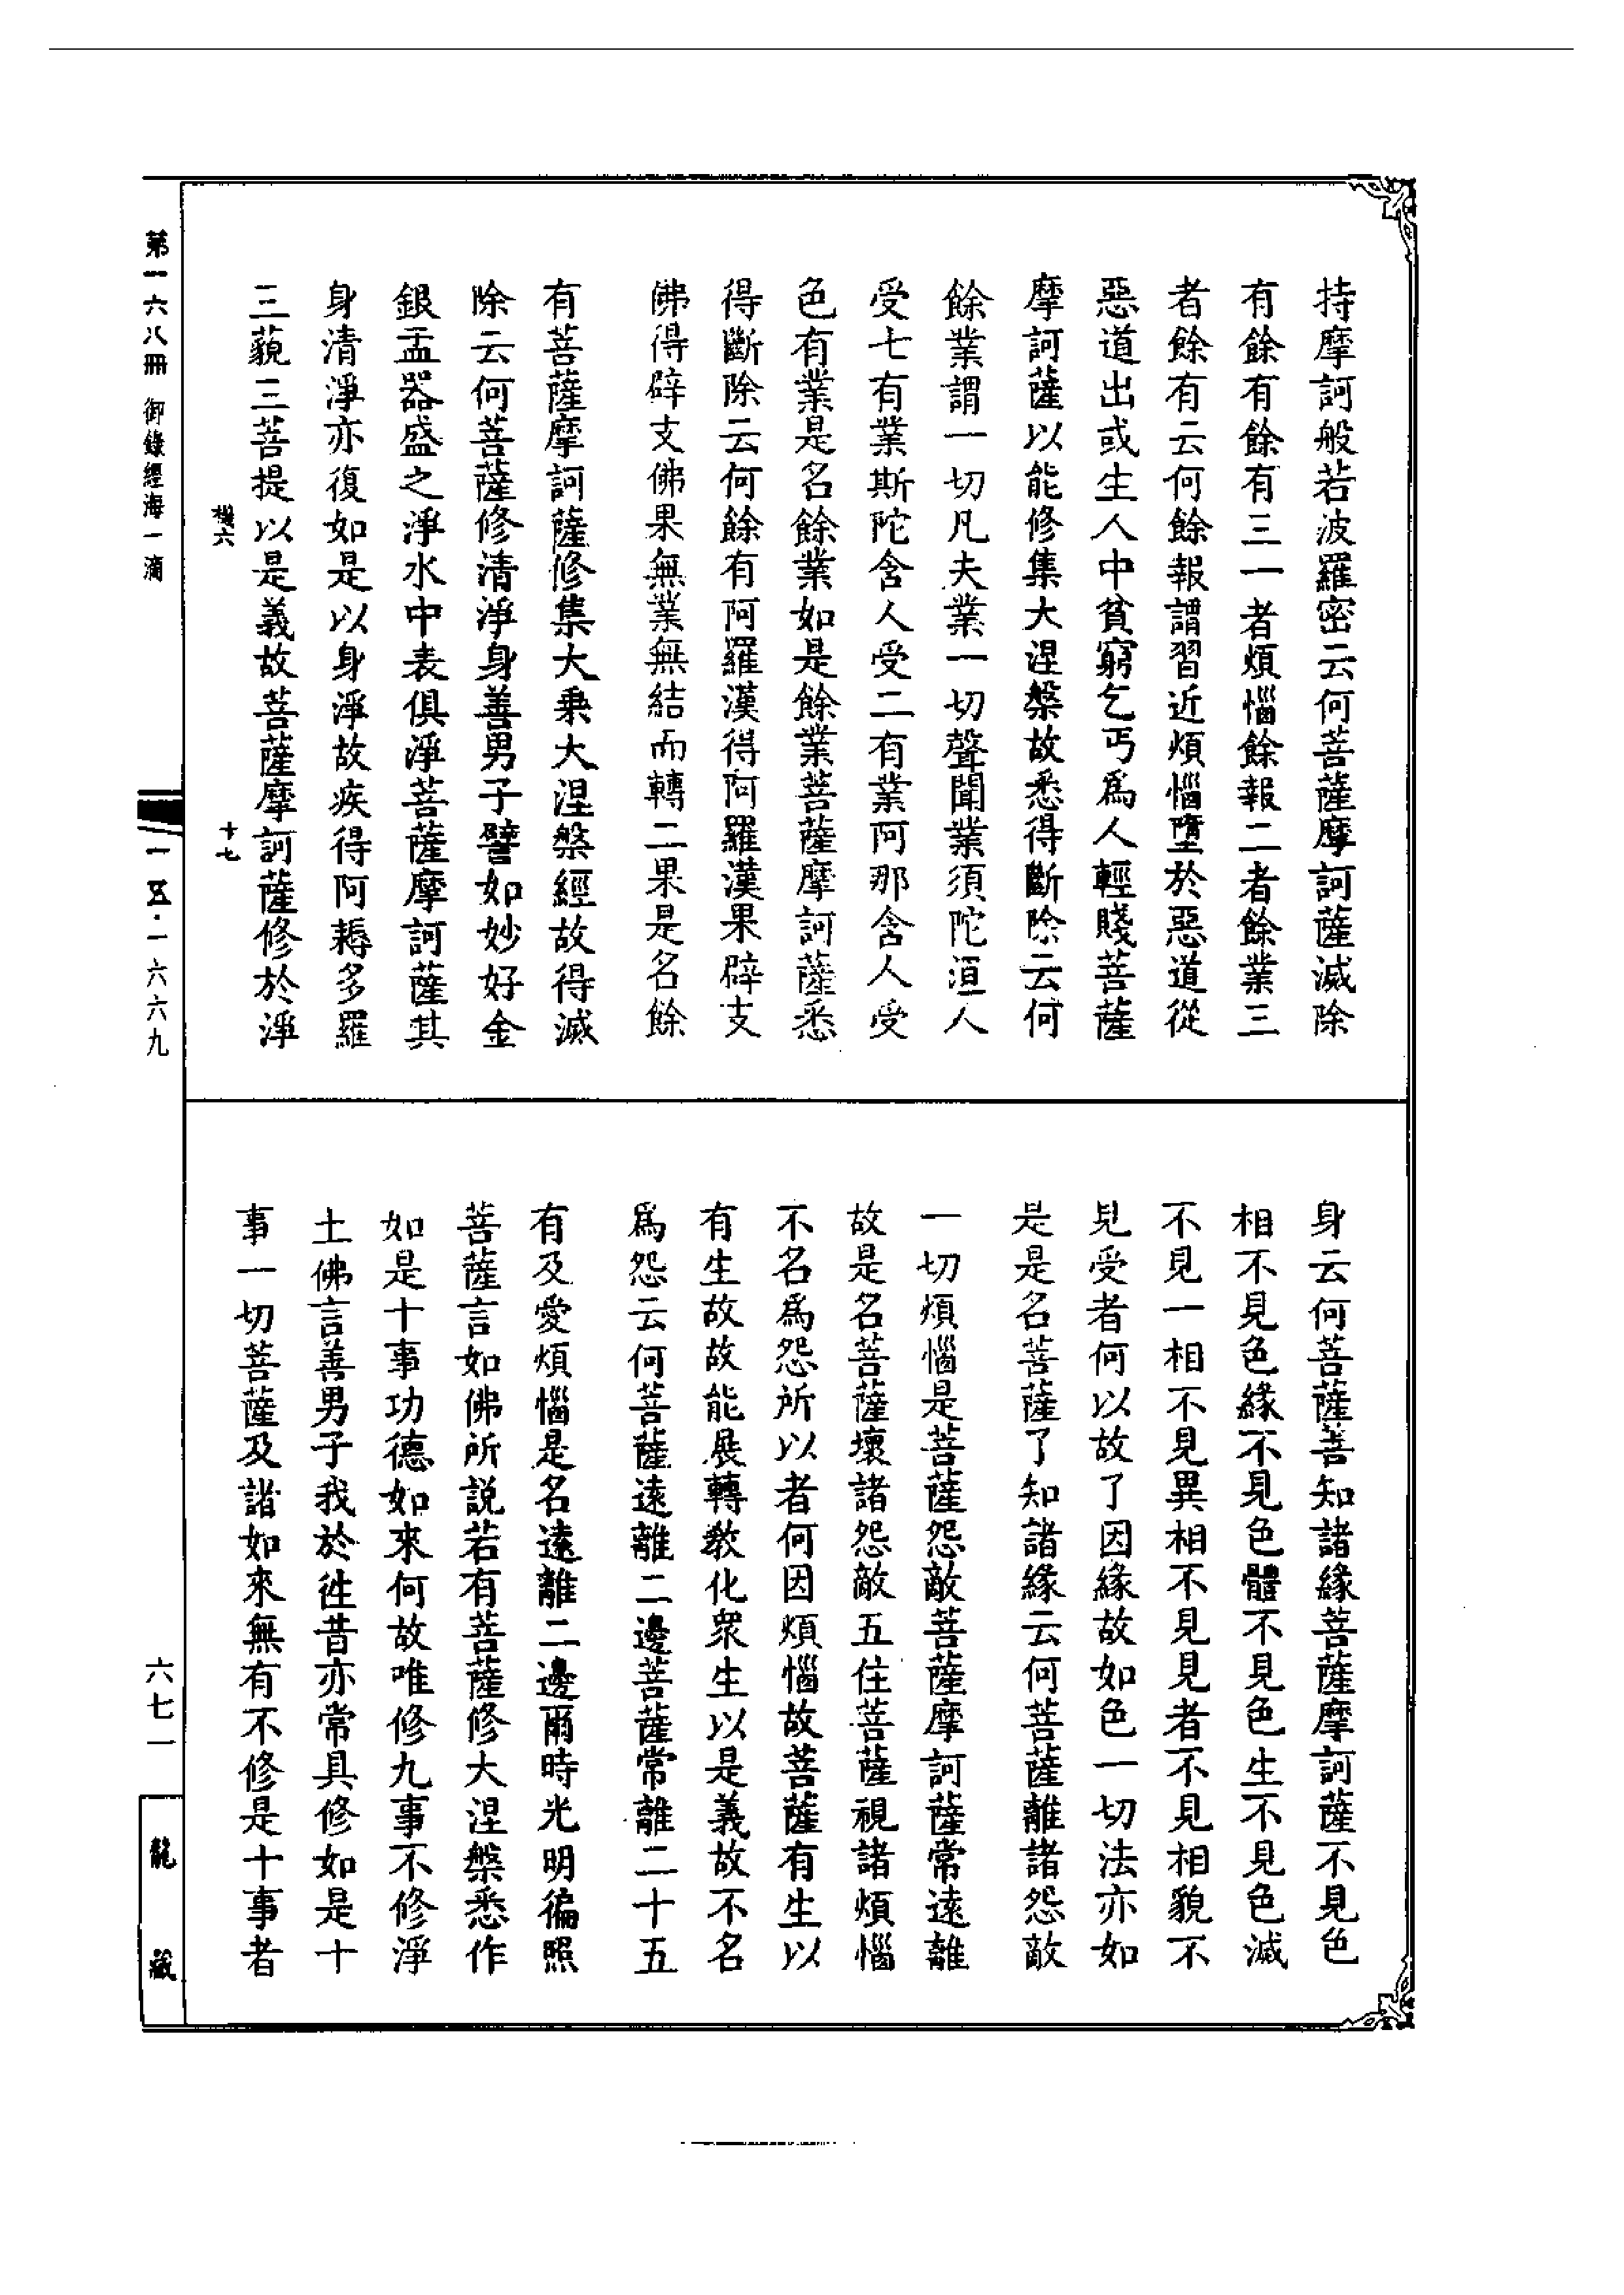 持摩訶般若波羅密云何菩薩摩訶薩滅除
有餘有餘有三一者煩惱餘報二者餘業三
者餘有云何餘報謂習近煩惱墮於惡道從
惡道出或生人中貧窮乞丐爲人輕賤菩薩
摩訶薩以能修集大涅槃故悉得斷除云何
餘業謂一切凡夫業一切聲聞業須陀洹人
受七有業斯陀含人受二有業阿那含人受
色有業是名餘業如是餘業菩薩摩訶薩悉
得斷除云何餘有阿羅漢得阿羅漢果辟支
佛得辟支佛果無業無結而轉二果是名餘
有菩薩摩訶薩修集大乘大涅槃經故得滅
除云何菩薩修清淨身善男子譬如妙好金
銀盂器盛之淨水中表俱淨菩薩摩訶薩其
身清淨亦復如是以身淨故疾得阿耨多羅
三藐三菩提以是義故菩薩摩訶薩修於淨
機六
十七
身云何菩薩善知諸緣菩薩摩訶薩不見色
相不見色緣不見色體不見色生不見色滅
不見一相不見異相不見見者不見相貌不
見受者何以故了因緣故如色一切法亦如
是是名菩薩了知諸緣云何菩薩離諸怨敵
一切煩惱是菩薩怨敵菩薩摩訶薩常遠離
故是名菩薩壞諸怨敵五住菩薩視諸煩惱
不名爲怨所以者何因煩惱故菩薩有生以
有生故故能展轉教化衆生以是義故不名
爲怨云何菩薩遠離二邊菩薩常離二十五
有及愛煩惱是名遠離二邊爾時光明徧照
菩薩言如佛所説若有菩薩修大涅槃悉作
如是十事功德如來何故唯修九事不修淨
土佛言善男子我於徃昔亦常具修如是十
事一切菩薩及諸如來無有不修是十事者
第一六八冊 御錄經海一滴
一五·一六六九
六七一
龍藏